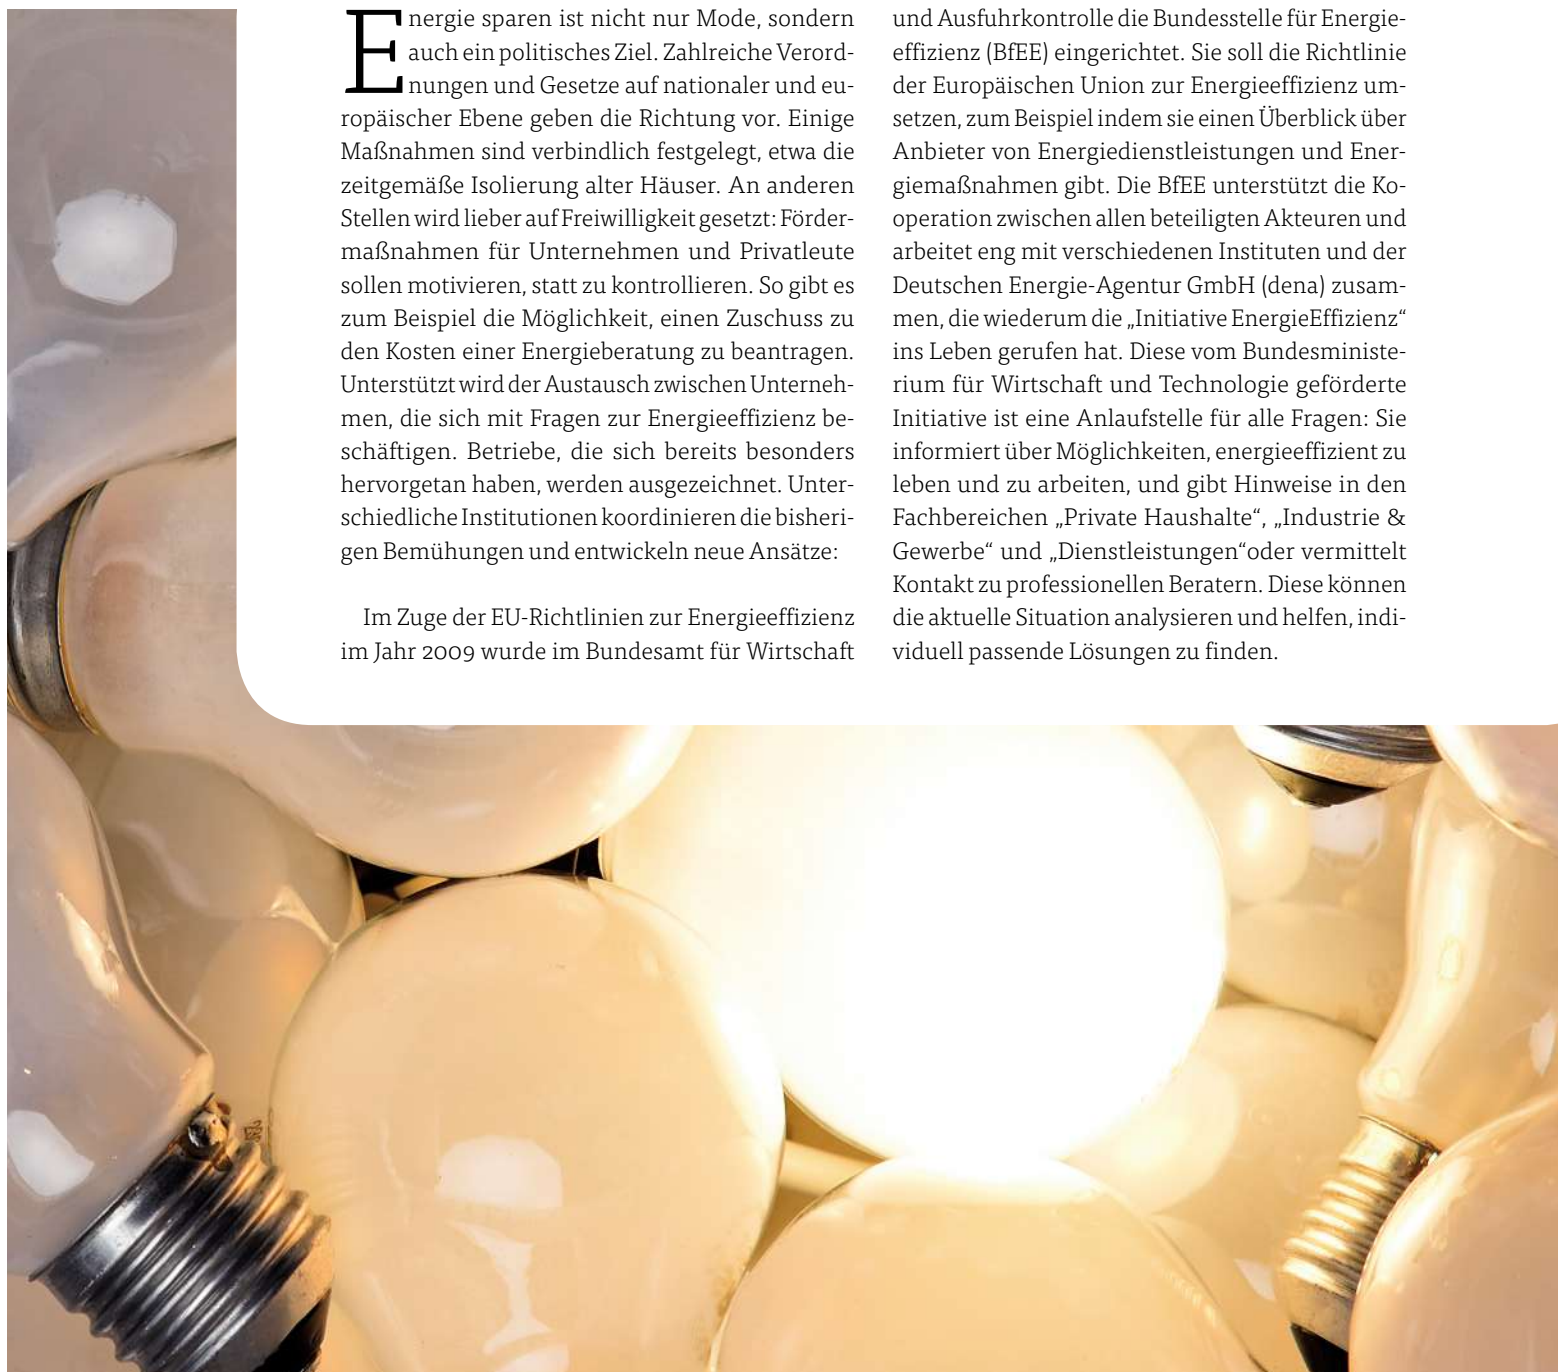 Energie sparen ist nicht nur Mode, sondern
auch ein politisches Ziel. Zahlreiche Verord-
nungen und Gesetze auf nationaler und eu-
ropäischer Ebene geben die Richtung vor. Einige
Maßnahmen sind verbindlich festgelegt, etwa die
zeitgemäße Isolierung alter Häuser. An anderen
Stellen wird lieber auf Freiwilligkeit gesetzt: Förder-
maßnahmen für Unternehmen und Privatleute
sollen motivieren, statt zu kontrollieren. So gibt es
zum Beispiel die Möglichkeit, einen Zuschuss zu
den Kosten einer Energieberatung zu beantragen.
Unterstützt wird der Austausch zwischen Unterneh-
men, die sich mit Fragen zur Energieeffizienz be-
schäftigen. Betriebe, die sich bereits besonders
hervorgetan haben, werden ausgezeichnet. Unter-
schiedliche Institutionen koordinieren die bisheri-
gen Bemühungen und entwickeln neue Ansätze:
Im Zuge der EU-Richtlinien zur Energieeffizienz
im Jahr 2009 wurde im Bundesamt für Wirtschaft
und Ausfuhrkontrolle die Bundesstelle für Energie-
effizienz (BfEE) eingerichtet. Sie soll die Richtlinie
der Europäischen Union zur Energieeffizienz um-
setzen, zum Beispiel indem sie einen Überblick über
Anbieter von Energiedienstleistungen und Ener-
giemaßnahmen gibt. Die BfEE unterstützt die Ko-
operation zwischen allen beteiligten Akteuren und
arbeitet eng mit verschiedenen Instituten und der
Deutschen Energie-Agentur GmbH (dena) zusam-
men, die wiederum die „Initiative EnergieEffizienz“
ins Leben gerufen hat. Diese vom Bundesministe-
rium für Wirtschaft und Technologie geförderte
Initiative ist eine Anlaufstelle für alle Fragen: Sie
informiert über Möglichkeiten, energieeffizient zu
leben und zu arbeiten, und gibt Hinweise in den
Fachbereichen „Private Haushalte“, „Industrie &
Gewerbe“ und „Dienstleistungen“oder vermittelt
Kontakt zu professionellen Beratern. Diese können
die aktuelle Situation analysieren und helfen, indi-
viduell passende Lösungen zu finden.